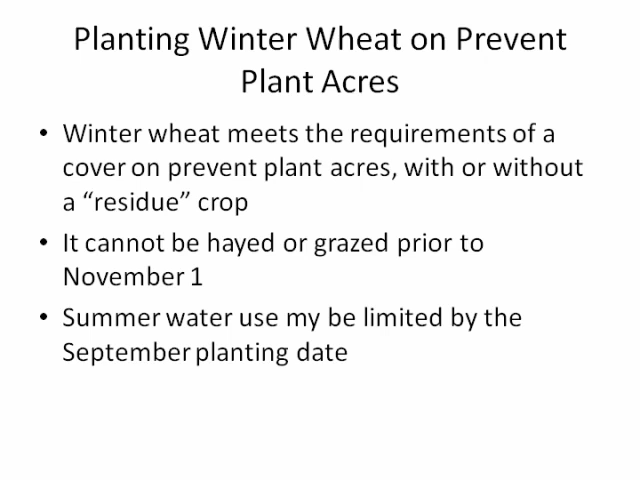 Planting Winter Wheat on Prevent
Plant Acres
• Winter wheat meets the requirements of a
cover on prevent plant acres, with or without
a “residue” crop
• It cannot be hayed or grazed prior to
November 1
• Summer water use my be limited by the
September planting date